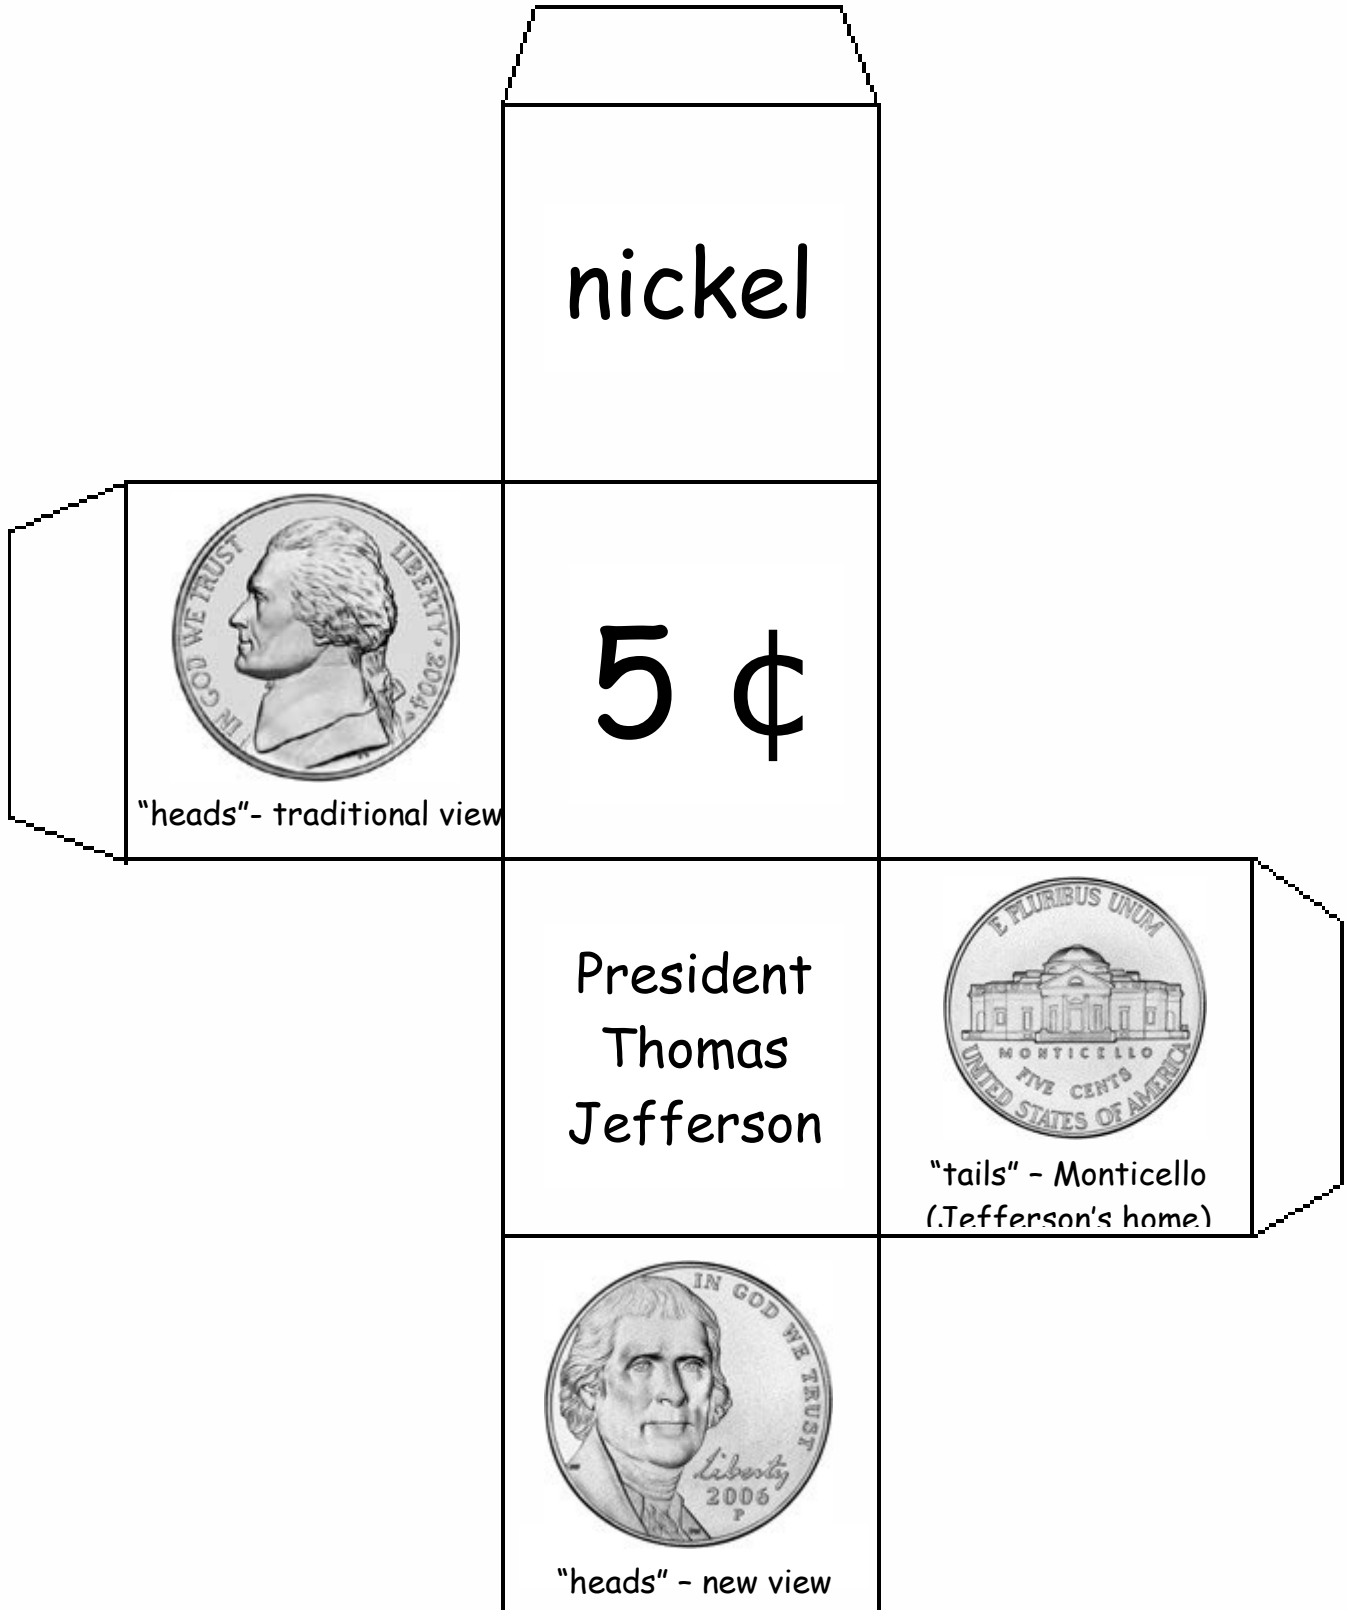 nickel
IN GOD WE TRUST
LIBERTY • 2004
"heads"- traditional view
5 ¢
President
Thomas
Jefferson
E PLURIBUS UNUM
MONTICELLO
FIVE CENTS
UNITED STATES OF AMERICA
“tails” – Monticello
(Jefferson’s home)
IN GOD WE TRUST
Liberty
2006
P
“heads” – new view